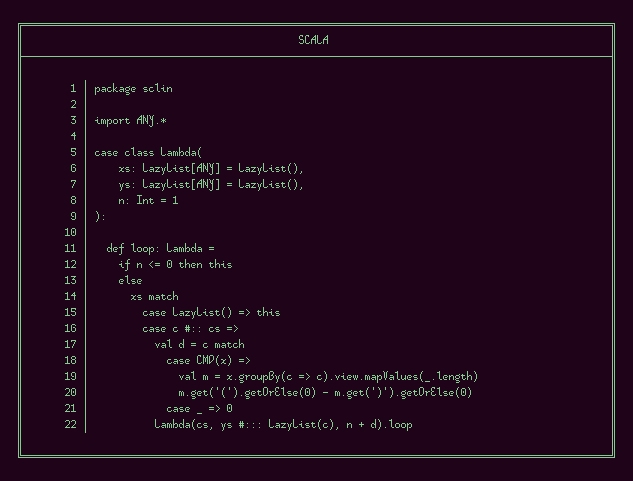 SCALA
1 package sclin
2
3 import ANY.*
4
5 case class Lambda(
6     xs: LazyList[ANY] = LazyList(),
7     ys: LazyList[ANY] = LazyList(),
8     n: Int = 1
9 ):
10
11   def loop: Lambda =
12     if n <= 0 then this
13     else
14       xs match
15         case LazyList() => this
16         case c #:: cs =>
17           val d = c match
18             case CMD(x) =>
19               val m = x.groupBy(c => c).view.mapValues(_.length)
20               m.get('(').getOrElse(0) - m.get(')').getOrElse(0)
21             case _ => 0
22           Lambda(cs, ys #::: LazyList(c), n + d).loop